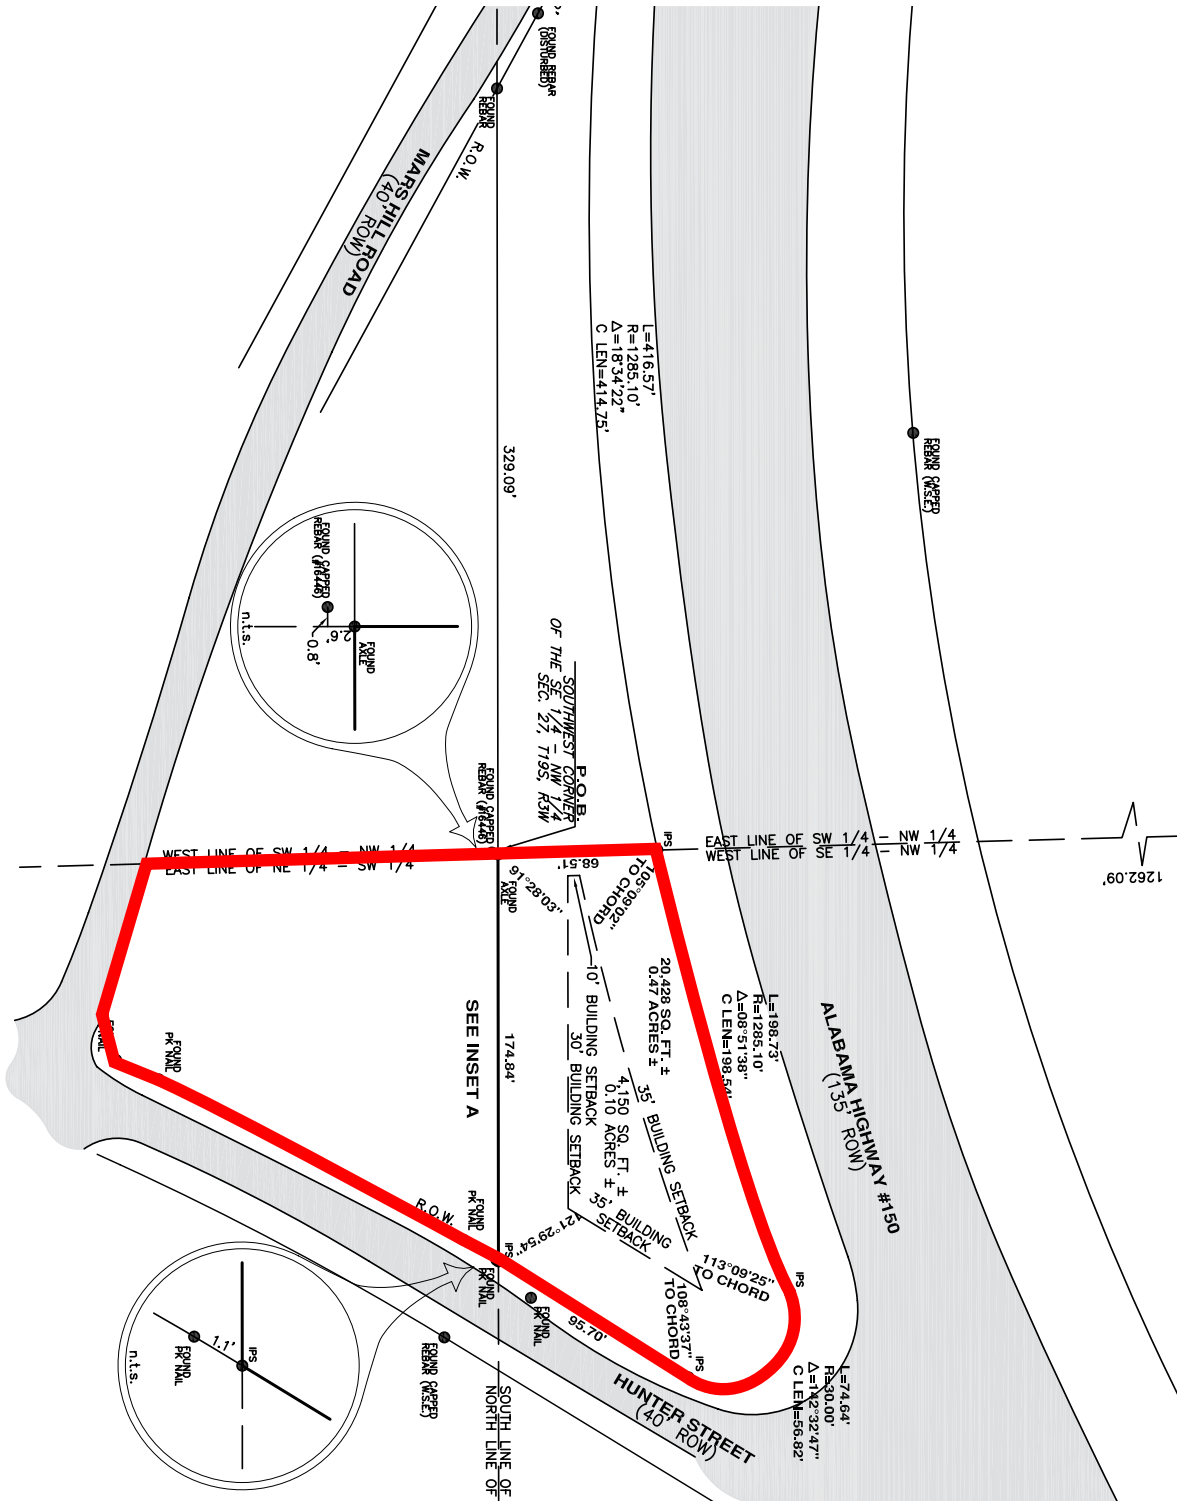 FOUND REBAR
(DISTURBED)
FOUND
REBAR
R.O.W.
MARS HILL ROAD
(40' ROW)
L=416.57'
R=1285.10'
Δ=18°34'22"
C LEN=414.75'
329.09'
FOUND CAPPED
REBAR (W.S.E.)
FOUND CAPPED
REBAR (#16446)
2.6'
0.8'
FOUND
AXLE
n.t.s.
P.O.B.
SOUTHWEST CORNER
OF THE SE 1/4 - NW 1/4
SEC. 27, T19S, R3W
FOUND CAPPED
REBAR (#16446)
IPS
EAST LINE OF SW 1/4 - NW 1/4
WEST LINE OF SE 1/4 - NW 1/4
1262.09'
WEST LINE OF SW 1/4 - NW 1/4
EAST LINE OF NE 1/4 - SW 1/4
68.51'
91°28'03"
105°09'02"
TO CHORD
FOUND
AXLE
20,428 SQ. FT. ±
0.47 ACRES ±
L=198.73'
R=1285.10'
Δ=08°51'38"
C LEN=198.54'
ALABAMA HIGHWAY #150
(135' ROW)
10' BUILDING SETBACK
30' BUILDING SETBACK
35' BUILDING SETBACK
4,150 SQ. FT. ±
0.10 ACRES ±
35' BUILDING
SETBACK
SEE INSET A
174.84'
FOUND
PK NAIL
R.O.W.
FOUND
PK NAIL
IPS
121°29'54"
113°09'25"
TO CHORD
IPS
108°43'37"
TO CHORD
IPS
FOUND
PK NAIL
FOUND
PK NAIL
95.70'
L=74.64'
R=30.00'
Δ=142°32'47"
C LEN=56.82'
HUNTER STREET
(40' ROW)
FOUND CAPPED
REBAR (W.S.E.)
IPS
1.1'
FOUND
PK NAIL
n.t.s.
SOUTH LINE OF
NORTH LINE OF